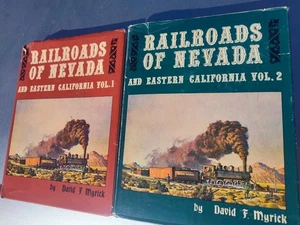 RAILROADS
OF NEVADA
AND EASTERN CALIFORNIA VOL. 1
by David F. Myrick
RAILROADS
OF NEVADA
AND EASTERN CALIFORNIA VOL. 2
by David F. Myrick